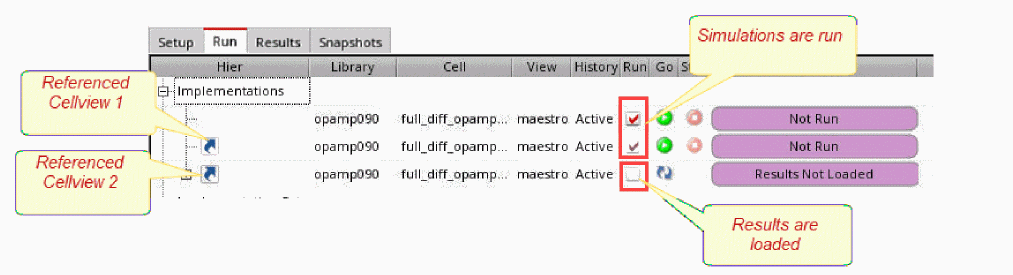 Simulations are run
Setup Run Results Snapshots
Hier Library Cell View History Run Go
Referenced
Cellview 1
Implementations
opamp090 full_diff_opamp... maestro Active Not Run
opamp090 full_diff_opamp... maestro Active Not Run
Referenced
Cellview 2
opamp090 full_diff_opamp... maestro Active Results Not Loaded
Results are
loaded